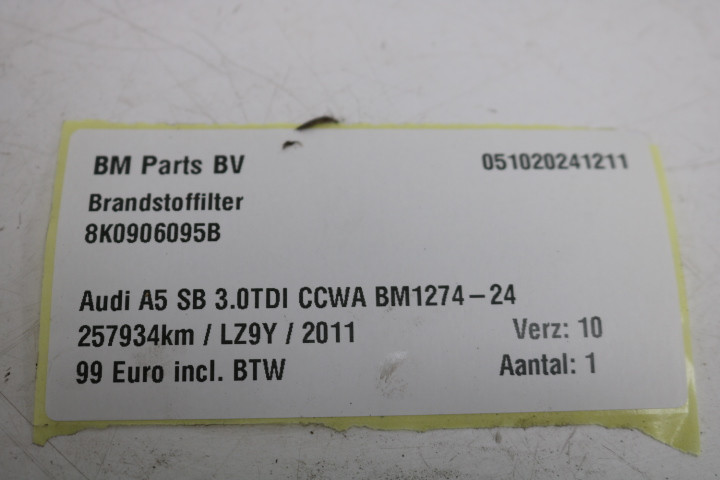 BM Parts BV 051020241211
Brandstoffilter
8K0906095B
Audi A5 SB 3.0TDI CCWA BM1274-24
257934km / LZ9Y / 2011 Verz: 10
99 Euro incl. BTW Aantal: 1